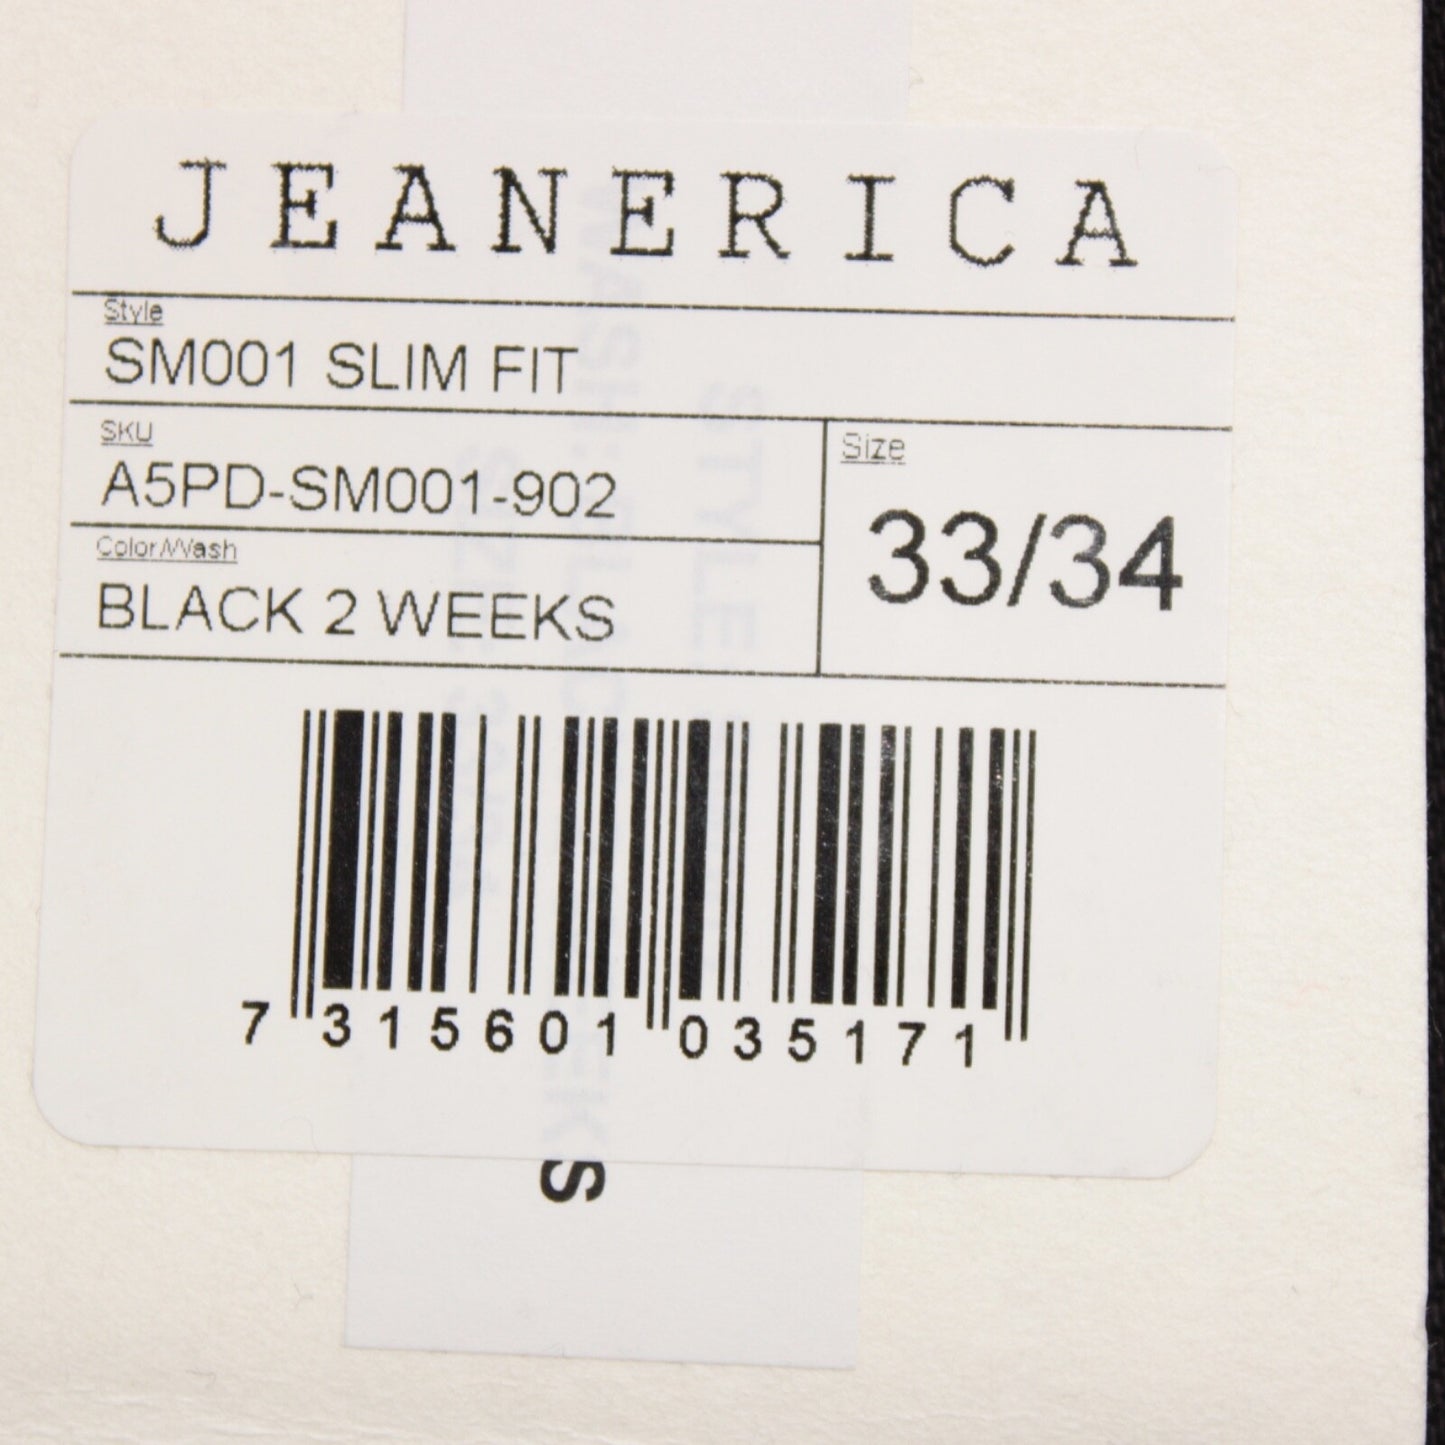 JEANERICA
Style
SM001 SLIM FIT
SKU
A5PD-SM001-902
Size
33/34
Color/Wash
BLACK 2 WEEKS
7 315601 035171
S